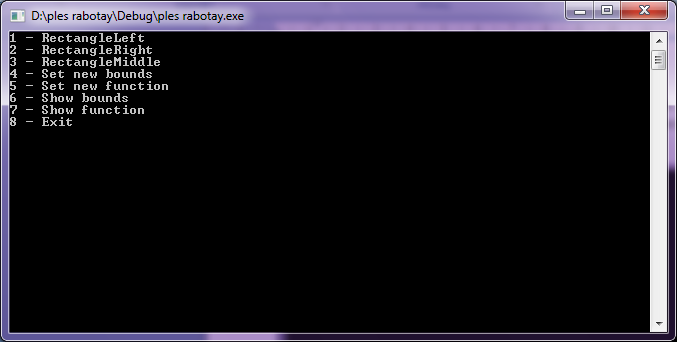 D:\ples rabotay\Debug\ples rabotay.exe
1 - RectangleLeft
2 - RectangleRight
3 - RectangleMiddle
4 - Set new bounds
5 - Set new function
6 - Show bounds
7 - Show function
8 - Exit